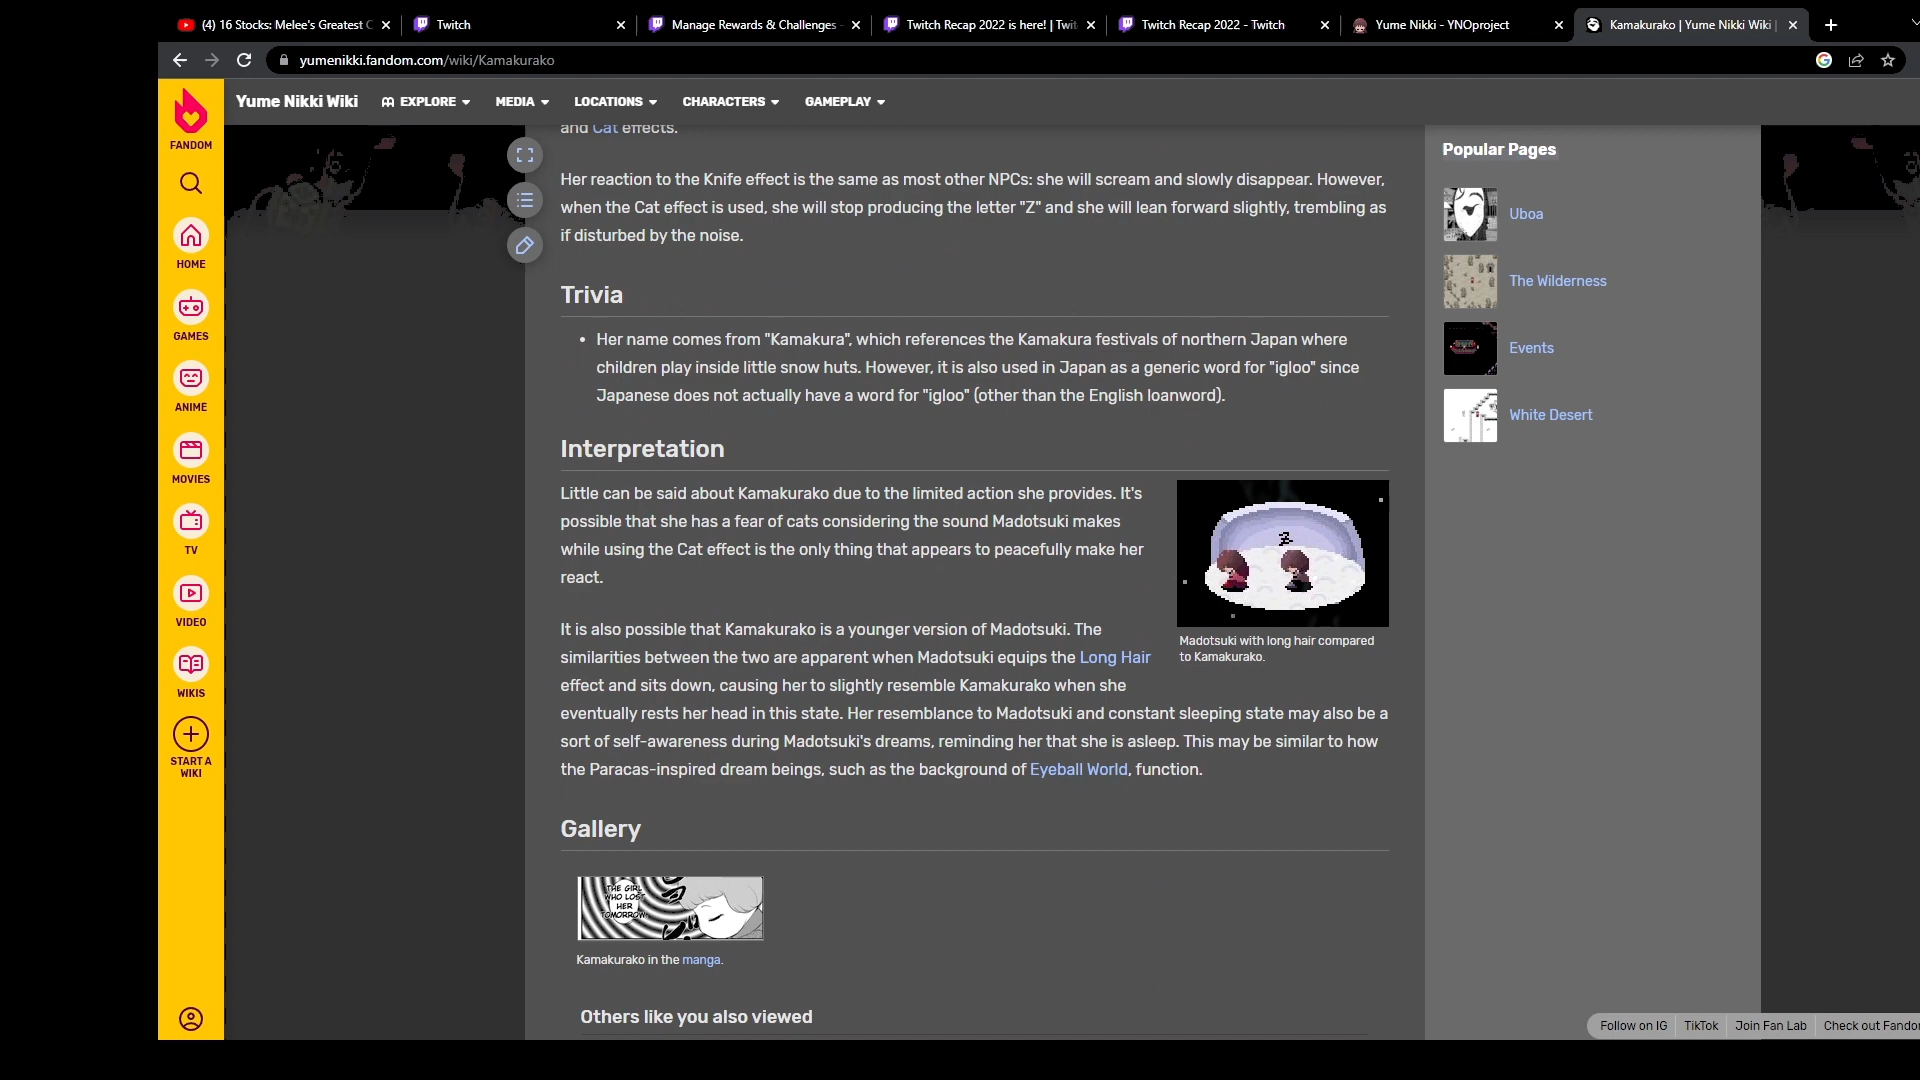 (4) 16 Stocks: Melee's Greatest C
Twitch
Manage Rewards & Challenges -
Twitch Recap 2022 is here! | Twit
Twitch Recap 2022 - Twitch
Yume Nikki - YNOproject
Kamakurako | Yume Nikki Wiki |
yumenikki.fandom.com/wiki/Kamakurako
FANDOM
HOME
GAMES
ANIME
MOVIES
TV
VIDEO
WIKIS
START A
WIKI
Yume Nikki Wiki
EXPLORE
MEDIA
LOCATIONS
CHARACTERS
GAMEPLAY
and Cat effects.
Her reaction to the Knife effect is the same as most other NPCs: she will scream and slowly disappear. However,
when the Cat effect is used, she will stop producing the letter "Z" and she will lean forward slightly, trembling as
if disturbed by the noise.
Trivia
• Her name comes from "Kamakura", which references the Kamakura festivals of northern Japan where
children play inside little snow huts. However, it is also used in Japan as a generic word for "igloo" since
Japanese does not actually have a word for "igloo" (other than the English loanword).
Interpretation
Little can be said about Kamakurako due to the limited action she provides. It's
possible that she has a fear of cats considering the sound Madotsuki makes
while using the Cat effect is the only thing that appears to peacefully make her
react.
It is also possible that Kamakurako is a younger version of Madotsuki. The
similarities between the two are apparent when Madotsuki equips the Long Hair
effect and sits down, causing her to slightly resemble Kamakurako when she
eventually rests her head in this state. Her resemblance to Madotsuki and constant sleeping state may also be a
sort of self-awareness during Madotsuki's dreams, reminding her that she is asleep. This may be similar to how
the Paracas-inspired dream beings, such as the background of Eyeball World, function.
Z
Madotsuki with long hair compared
to Kamakurako.
Gallery
THE GIRL
WHO LOST
HER
TOMORROW
Kamakurako in the manga.
Others like you also viewed
Popular Pages
Uboa
The Wilderness
Events
White Desert
Follow on IG
TikTok
Join Fan Lab
Check out Fandor